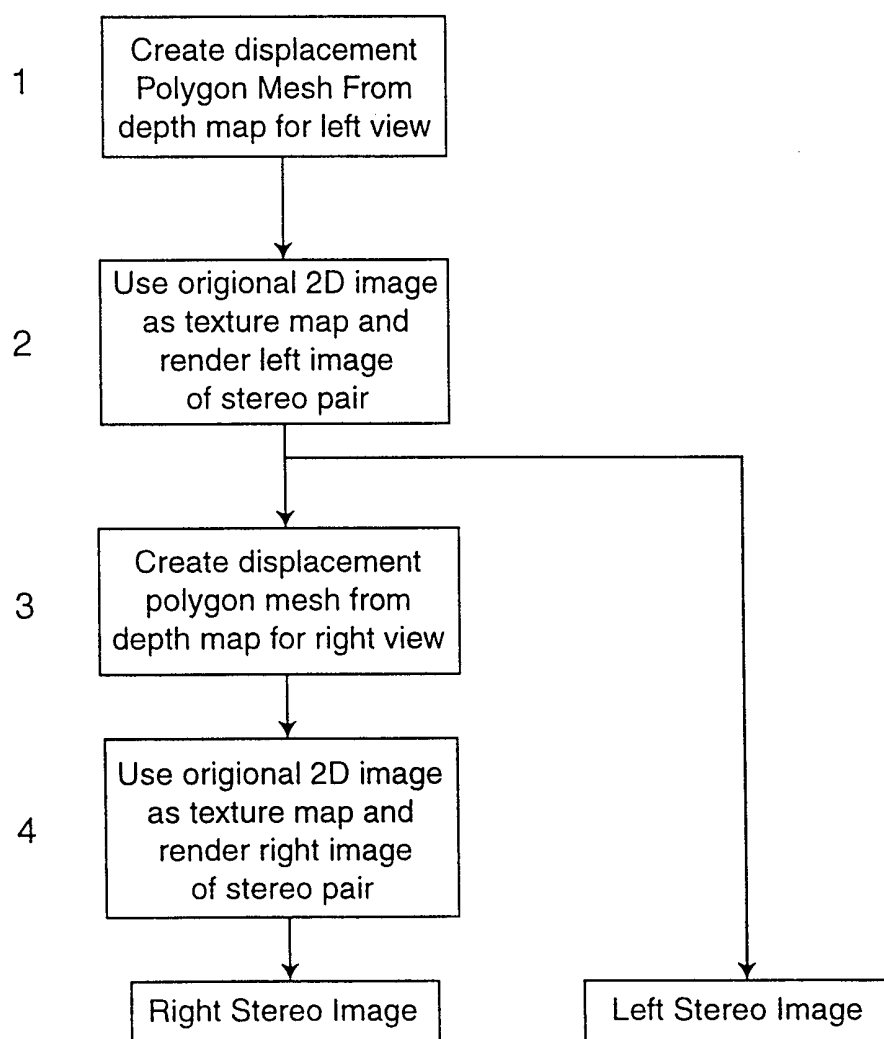 1
Create displacement
Polygon Mesh From
depth map for left view
2
Use origional 2D image
as texture map and
render left image
of stereo pair
3
Create displacement
polygon mesh from
depth map for right view
4
Use origional 2D image
as texture map and
render right image
of stereo pair
Right Stereo Image
Left Stereo Image